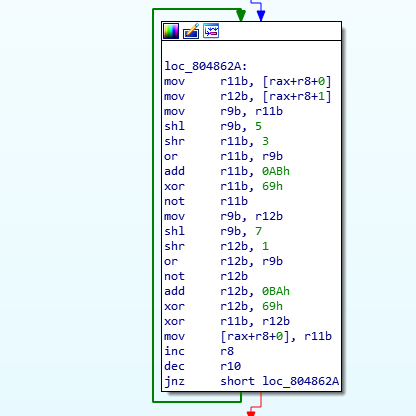 loc_804862A:
mov r11b, [rax+r8+0]
mov r12b, [rax+r8+1]
mov r9b, r11b
shl r9b, 5
shr r11b, 3
or r11b, r9b
add r11b, 0ABh
xor r11b, 69h
not r11b
mov r9b, r12b
shl r9b, 7
shr r12b, 1
or r12b, r9b
not r12b
add r12b, 0BAh
xor r12b, 69h
xor r11b, r12b
mov [rax+r8+0], r11b
inc r8
dec r10
jnz short loc_804862A